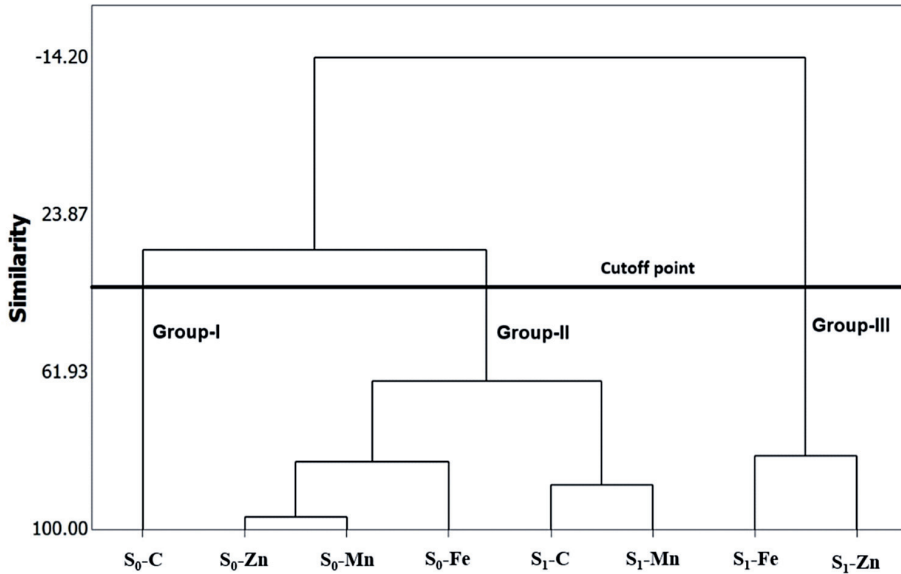 -14.20
23.87
Similarity
Cutoff point
Group-I
Group-II
Group-III
61.93
100.00
S₀-C S₀-Zn S₀-Mn S₀-Fe S₁-C S₁-Mn S₁-Fe S₁-Zn